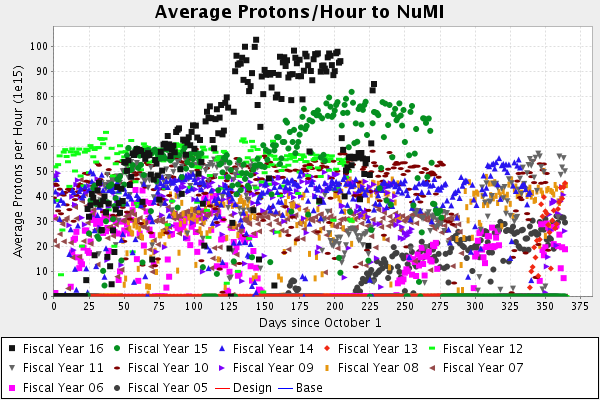 Average Protons/Hour to NuMI
Average Protons per Hour (1e15)
100
90
80
70
60
50
40
30
20
10
0
0 25 50 75 100 125 150 175 200 225 250 275 300 325 350 375
Days since October 1
Fiscal Year 16 Fiscal Year 15 Fiscal Year 14 Fiscal Year 13 Fiscal Year 12
Fiscal Year 11 Fiscal Year 10 Fiscal Year 09 Fiscal Year 08 Fiscal Year 07
Fiscal Year 06 Fiscal Year 05 Design Base